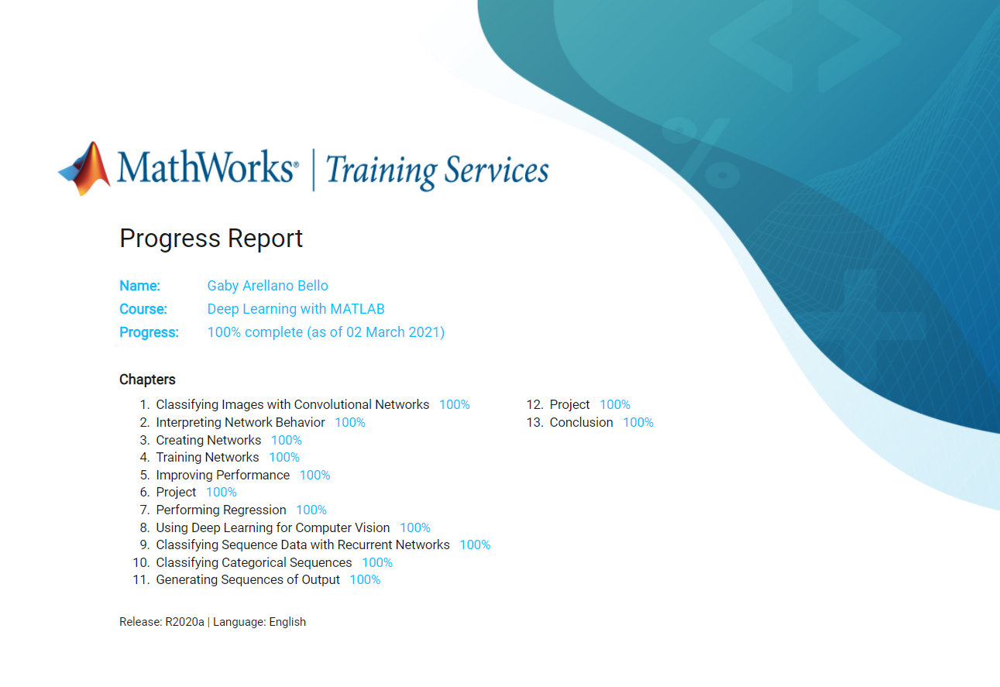 MathWorks® | Training Services
Progress Report
Name: Gaby Arellano Bello
Course: Deep Learning with MATLAB
Progress: 100% complete (as of 02 March 2021)
Chapters
1. Classifying Images with Convolutional Networks 100%
2. Interpreting Network Behavior 100%
3. Creating Networks 100%
4. Training Networks 100%
5. Improving Performance 100%
6. Project 100%
7. Performing Regression 100%
8. Using Deep Learning for Computer Vision 100%
9. Classifying Sequence Data with Recurrent Networks 100%
10. Classifying Categorical Sequences 100%
11. Generating Sequences of Output 100%
12. Project 100%
13. Conclusion 100%
Release: R2020a | Language: English